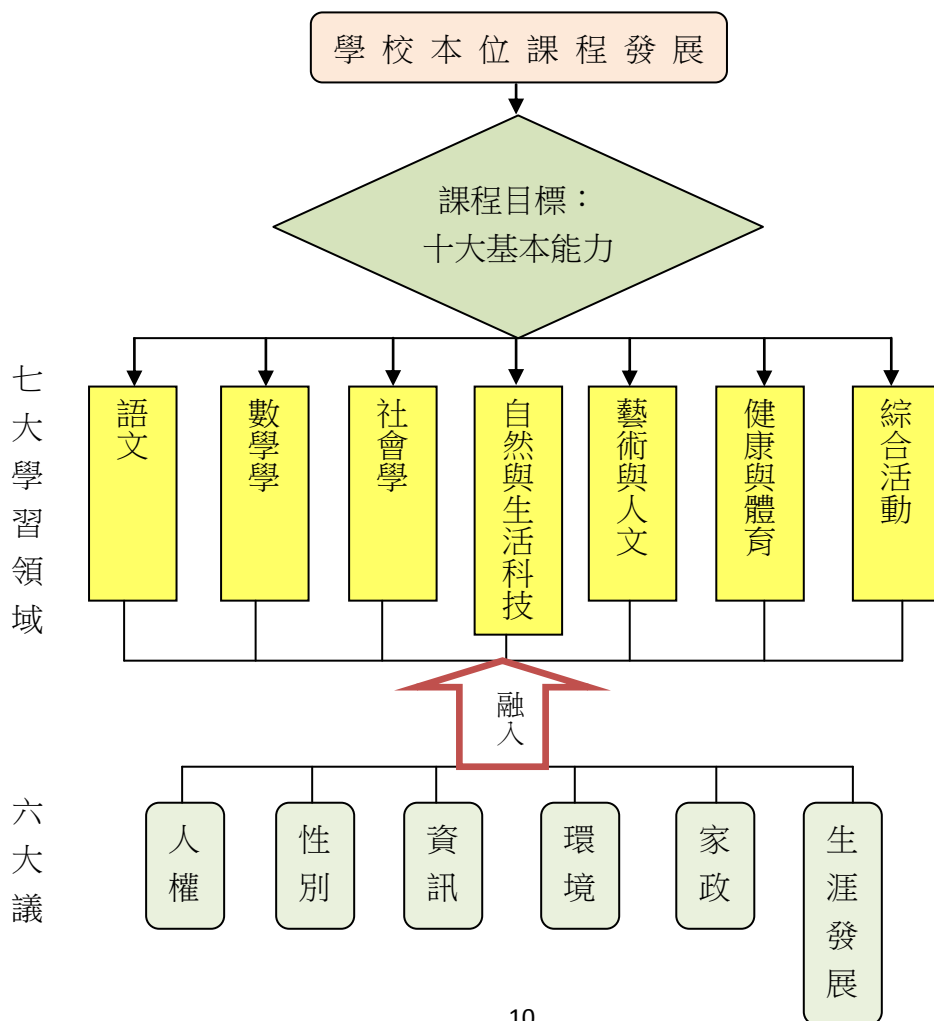 學校本位課程發展
課程目標：
十大基本能力
七大學習領域
語文
數學學
社會學
自然與生活科技
藝術與人文
健康與體育
綜合活動
融入
六大議
人權
性別
資訊
環境
家政
生涯發展
10